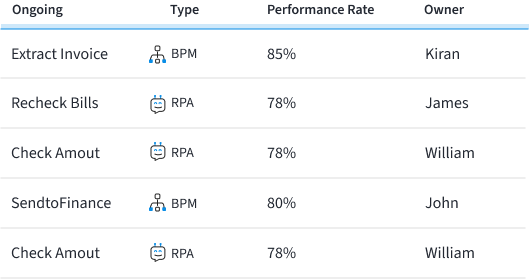 Ongoing Type Performance Rate Owner
Extract Invoice BPM 85% Kiran
Recheck Bills RPA 78% James
Check Amout RPA 78% William
SendtoFinance BPM 80% John
Check Amout RPA 78% William